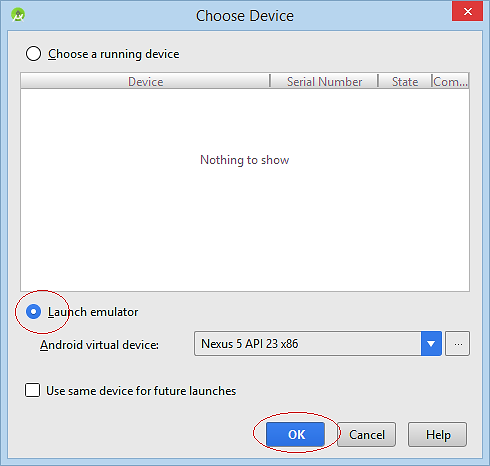 Choose Device
Choose a running device
Device Serial Number State Com...
Nothing to show
Launch emulator
Android virtual device: Nexus 5 API 23 x86 ...
Use same device for future launches
OK Cancel Help